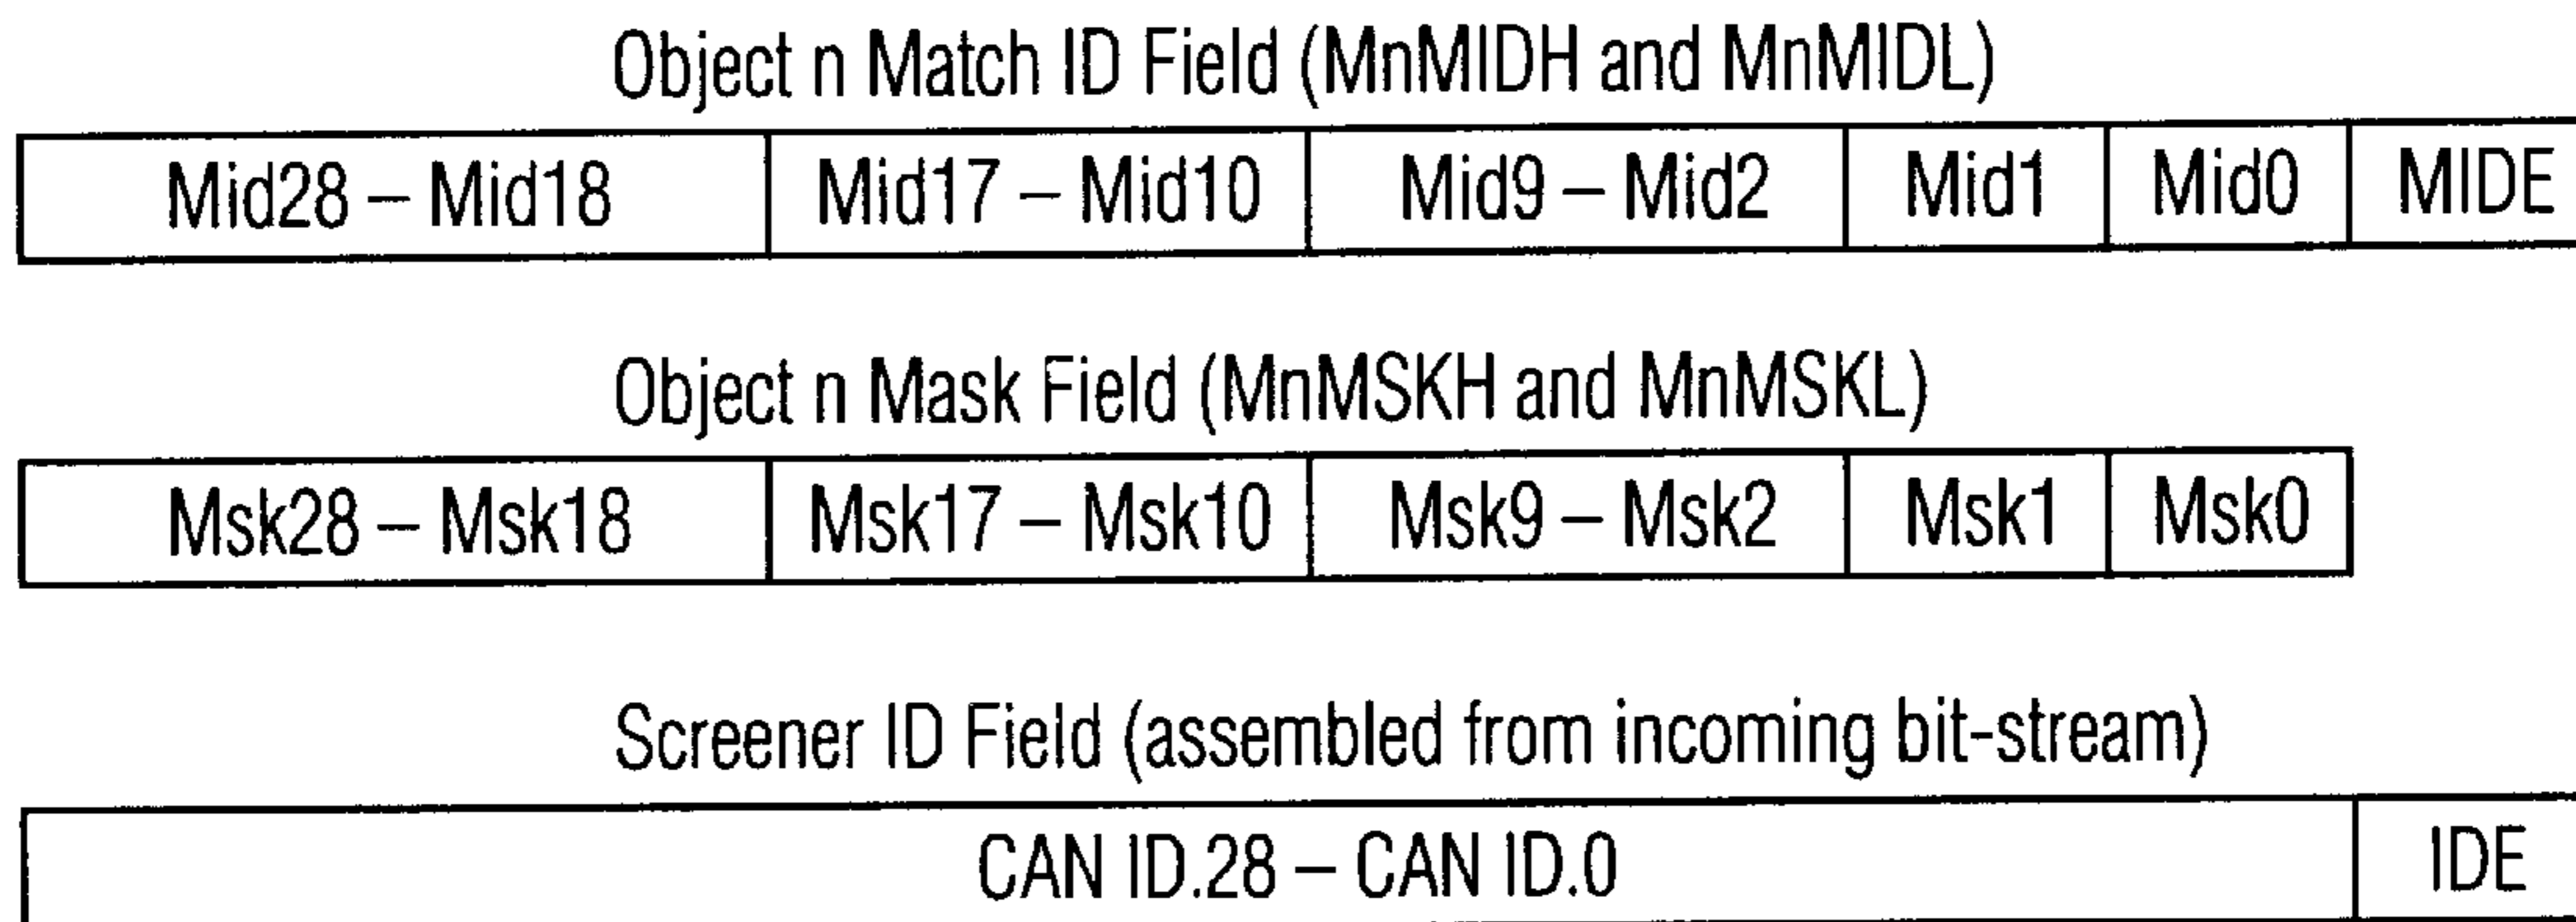 Object n Match ID Field (MnMIDH and MnMIDL)
Mid28 – Mid18 Mid17 – Mid10 Mid9 – Mid2 Mid1 Mid0 MIDE
Object n Mask Field (MnMSKH and MnMSKL)
Msk28 – Msk18 Msk17 – Msk10 Msk9 – Msk2 Msk1 Msk0
Screener ID Field (assembled from incoming bit-stream)
CAN ID.28 – CAN ID.0 IDE